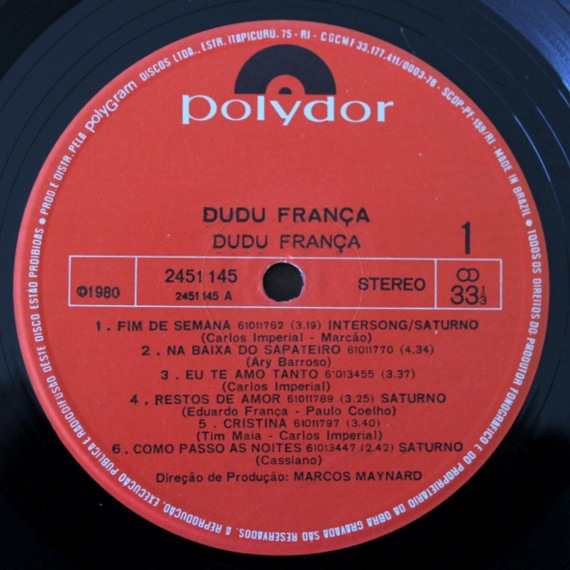 ● PROD. E DISTR. PELA polyGram DISCOS LTDA., ESTR. ITAPICURU, 75 - RJ - CGCMF 33.177.411/0003-78 - SCDP-PF-159/RJ - MADE IN BRAZIL ● TODOS OS DIREITOS DO PRODUTOR FONOGRÁFICO E DO PROPRIETÁRIO DA OBRA GRAVADA SÃO RESERVADOS. A REPRODUÇÃO, EXECUÇÃO PÚBLICA E RADIODIFUSÃO DESTE DISCO ESTÃO PROIBIDAS
polydor
DUDU FRANÇA
DUDU FRANÇA
1
℗1980
2451 145
2451 145 A
STEREO
33 1/3
1 . FIM DE SEMANA 61011762 (3.19) INTERSONG/SATURNO
(Carlos Imperial - Marcão)
2 . NA BAIXA DO SAPATEIRO 61011770 (4.34)
(Ary Barroso)
3 . EU TE AMO TANTO 61013455 (3.37)
(Carlos Imperial)
4 . RESTOS DE AMOR 61011789 (3.25) SATURNO
(Eduardo França - Paulo Coelho)
5 . CRISTINA 61011797 (3.40)
(Tim Maia - Carlos Imperial)
6 . COMO PASSO AS NOITES 61013447 (2.42) SATURNO
(Cassiano)
Direção de Produção: MARCOS MAYNARD